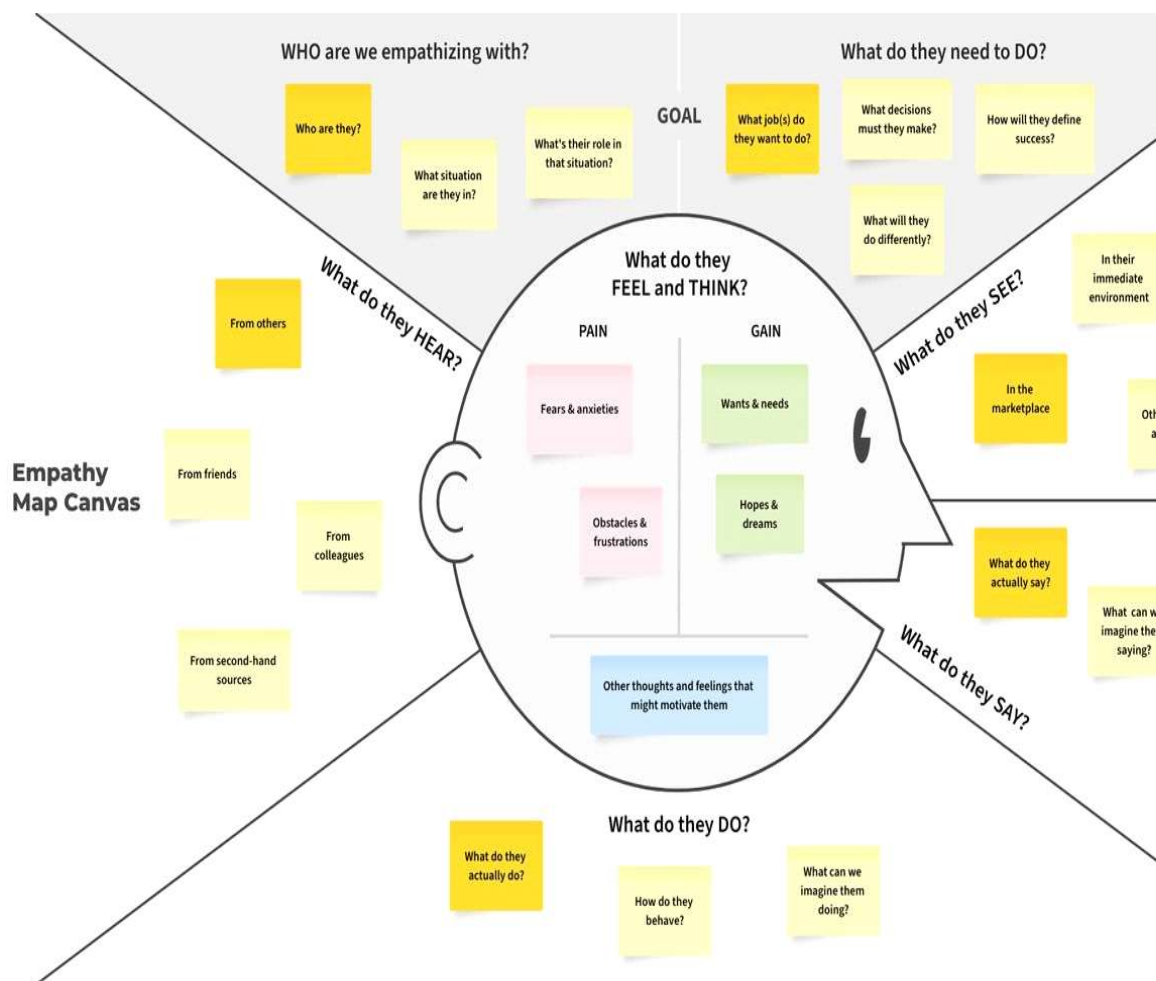 WHO are we empathizing with?
Who are they?
What situation
are they in?
What's their role in
that situation?
GOAL
What do they need to DO?
What job(s) do
they want to do?
What decisions
must they make?
How will they define
success?
What will they
do differently?
What do they HEAR?
From others
From friends
From
colleagues
From second-hand
sources
Empathy
Map Canvas
What do they
FEEL and THINK?
PAIN
GAIN
Fears & anxieties
Obstacles &
frustrations
Wants & needs
Hopes &
dreams
Other thoughts and feelings that
might motivate them
What do they SEE?
In their
immediate
environment
In the
marketplace
What do they SAY?
What do they
actually say?
What can
imagine
saying?
What do they DO?
What do they
actually do?
How do they
behave?
What can we
imagine them
doing?